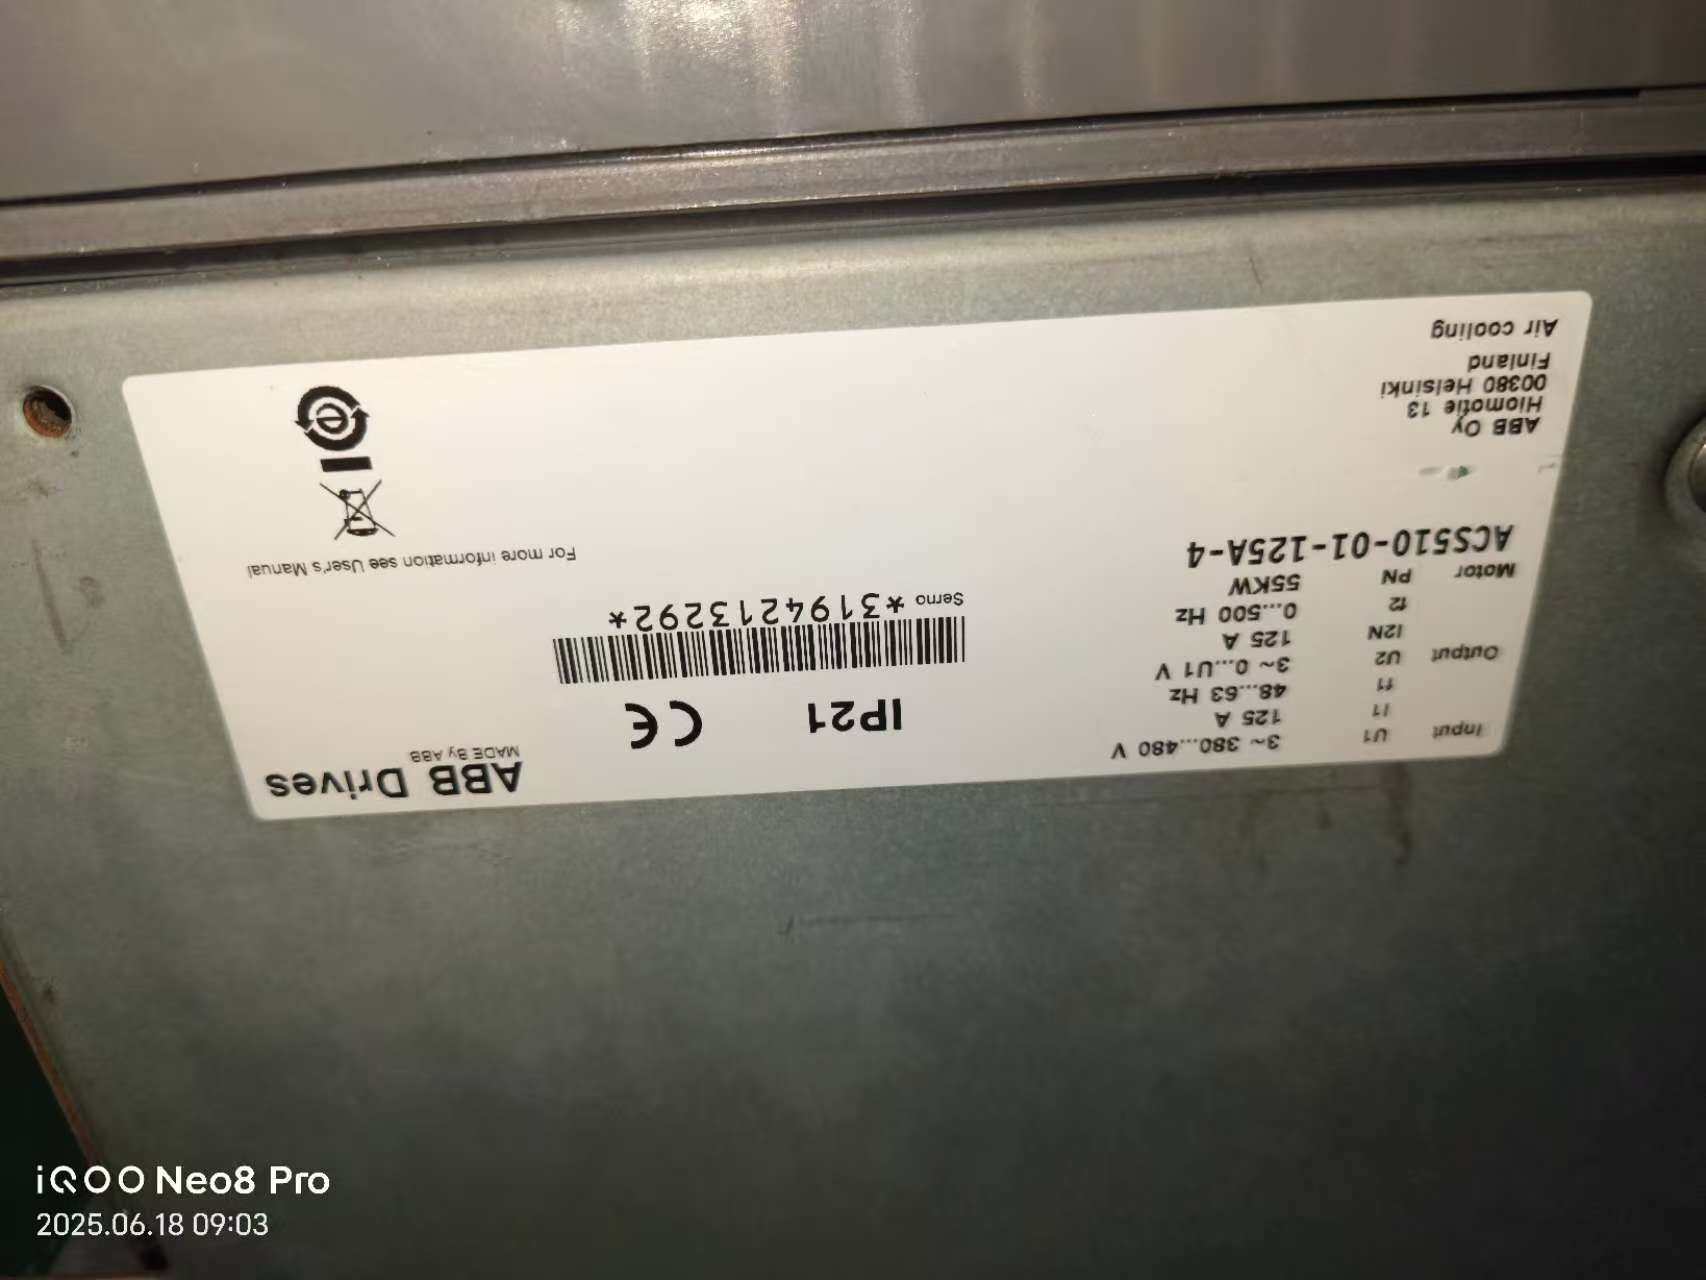 ABB Drives
MADE By ABB
Input U1 3~ 380...480 V
I1 125 A
f1 48...63 Hz
Output U2 3~ 0...U1 V
I2N 125 A
f2 0...500 Hz
Motor PN 55KW
ACS510-01-125A-4
IP21 CE
Serno *3194213292*
For more information see User's Manual
e
ABB Oy
Hiomotie 13
00380 Helsinki
Finland
Air cooling
iQOO Neo8 Pro
2025.06.18 09:03